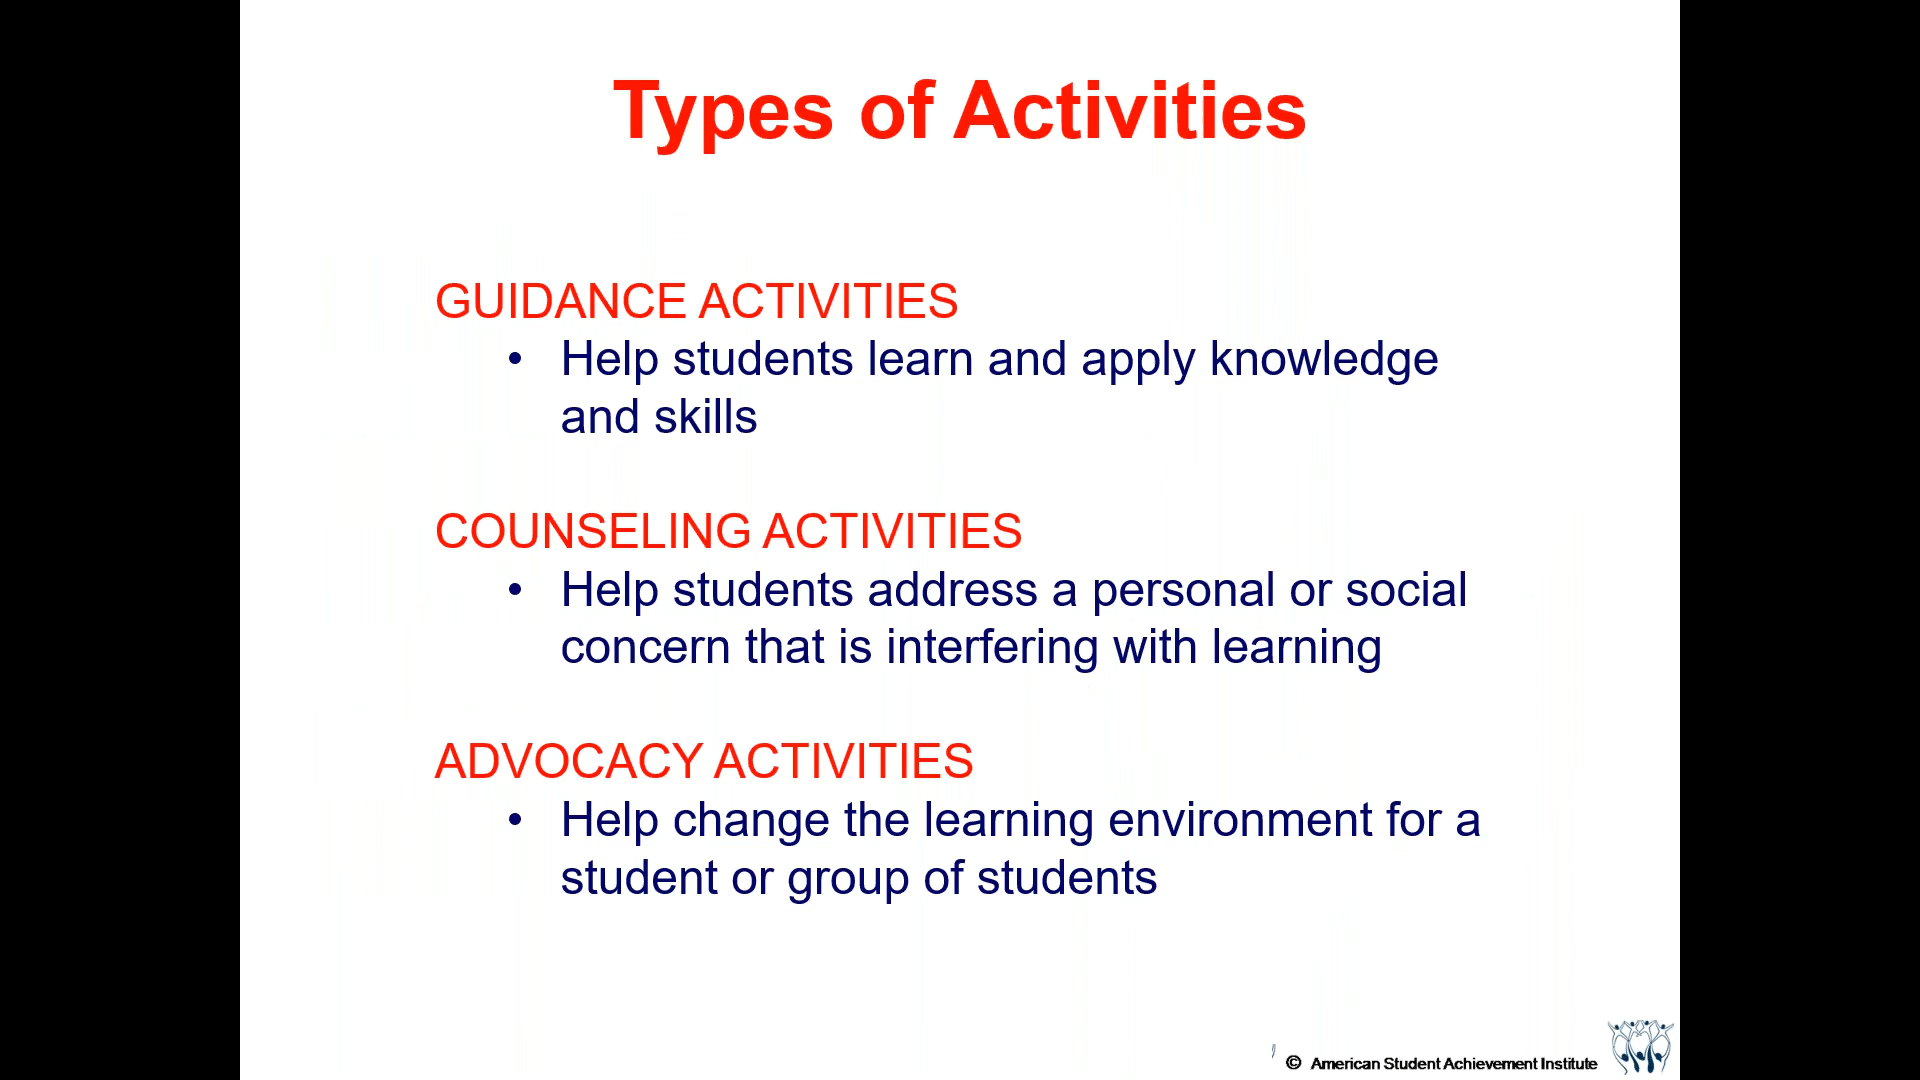 Types of Activities
GUIDANCE ACTIVITIES
• Help students learn and apply knowledge
and skills
COUNSELING ACTIVITIES
• Help students address a personal or social
concern that is interfering with learning
ADVOCACY ACTIVITIES
• Help change the learning environment for a
student or group of students
© American Student Achievement Institute